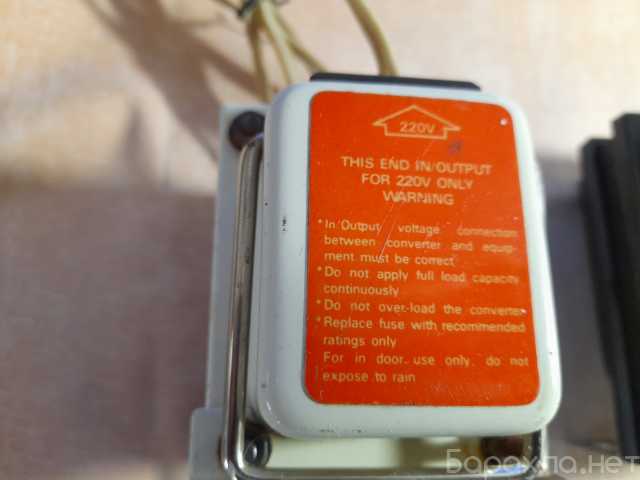 220V
THIS END IN/OUTPUT
FOR 220V ONLY
WARNING
*In/Output voltage connection
between converter and equip-
ment must be correct
*Do not apply full load capacity
continuously
*Do not over-load the converter
*Replace fuse with recommended
ratings only
For in door use only, do not
expose to rain
Барахла.нет